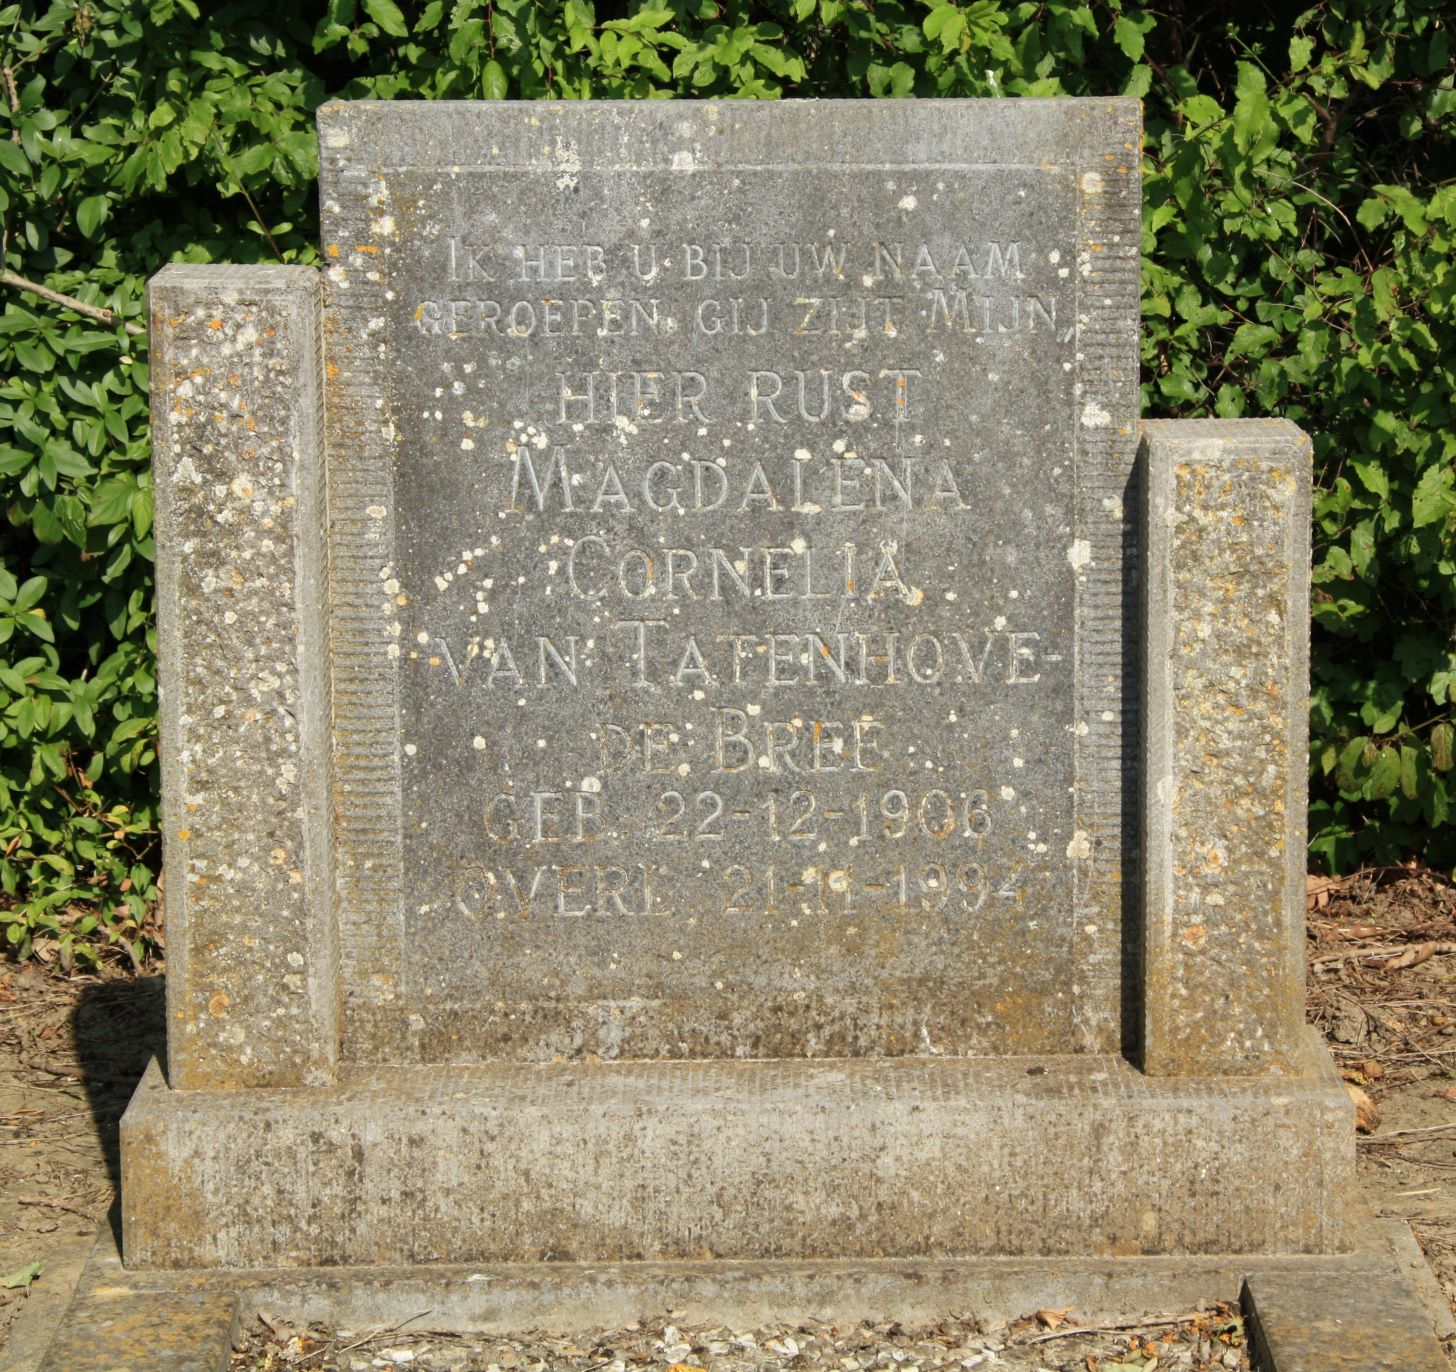 IK HEB U BIJ UW NAAM
GEROEPEN. GIJ ZIJT MIJN,
HIER RUST
MAGDALENA
CORNELIA
VAN TATENHOVE-
DE BREE
GEB. 22-12-1906
OVERL. 21-11-1994